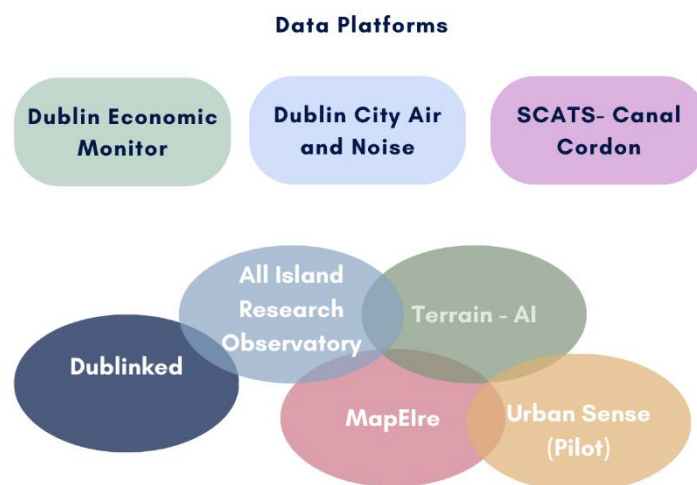 Data Platforms
Dublin Economic
Monitor
Dublin City Air
and Noise
SCATS- Canal
Cordon
All Island
Research
Observatory
Terrain - AI
Dublinked
MapEIre
Urban Sense
(Pilot)